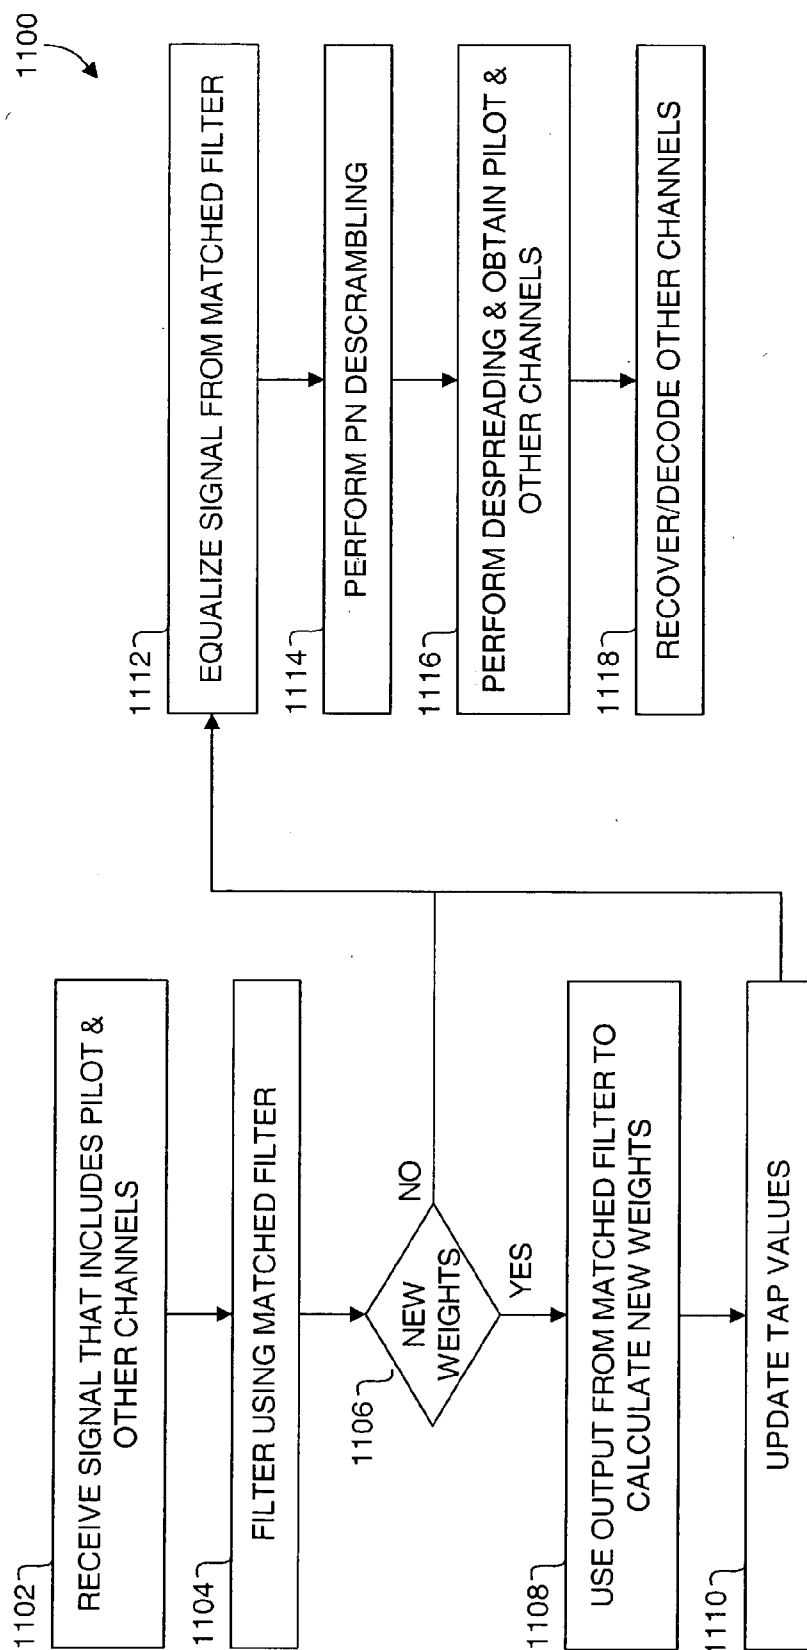 1100
1102
RECEIVE SIGNAL THAT INCLUDES PILOT &
OTHER CHANNELS
1104
FILTER USING MATCHED FILTER
1106
NEW
WEIGHTS
NO
YES
1108
USE OUTPUT FROM MATCHED FILTER TO
CALCULATE NEW WEIGHTS
1110
UPDATE TAP VALUES
1112
EQUALIZE SIGNAL FROM MATCHED FILTER
1114
PERFORM PN DESCRAMBLING
1116
PERFORM DESPREADING & OBTAIN PILOT &
OTHER CHANNELS
1118
RECOVER/DECODE OTHER CHANNELS